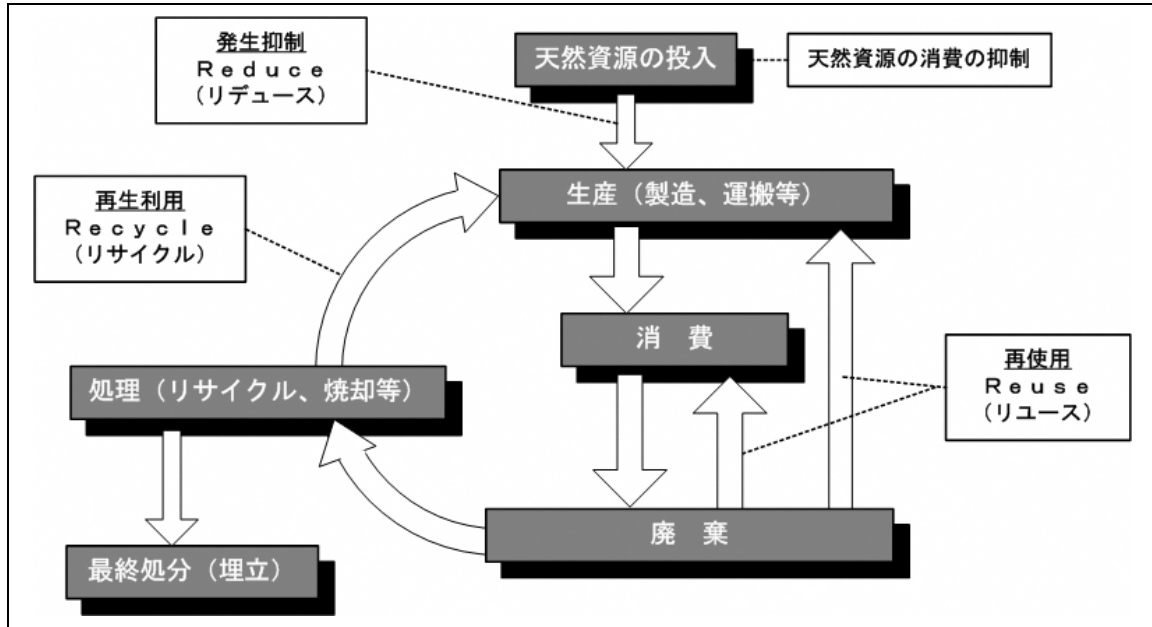 発生抑制
Ｒｅｄｕｃｅ
（リデュース）
天然資源の投入
天然資源の消費の抑制
生産（製造、運搬等）
再生利用
Ｒｅｃｙｃｌｅ
（リサイクル）
消　費
処理（リサイクル、焼却等）
再使用
Ｒｅｕｓｅ
（リユース）
廃　棄
最終処分（埋立）